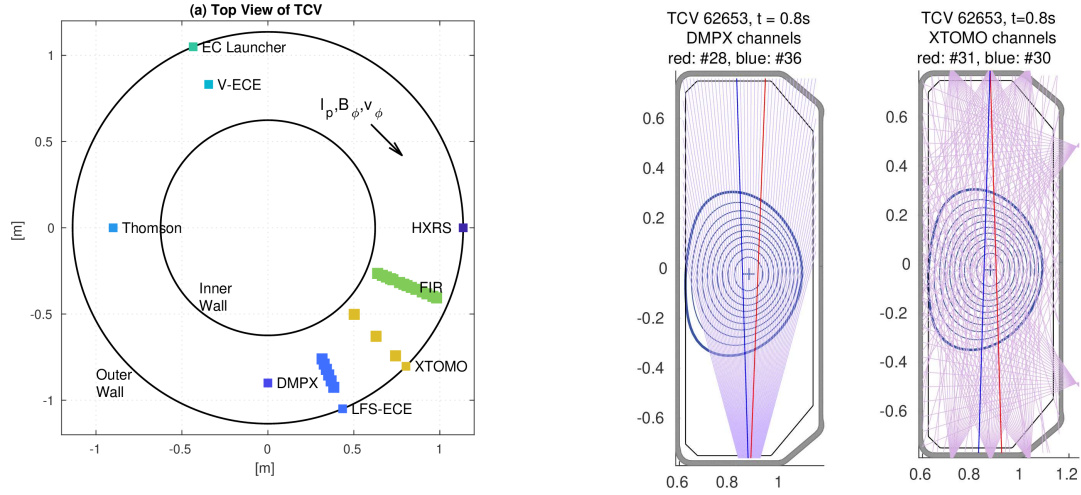 (a) Top View of TCV
1
0.5
0
-0.5
-1
[m]
EC Launcher
V-ECE
I_p,B_ϕ,v_ϕ
Thomson
HXRS
FIR
Inner
Wall
XTOMO
DMPX
LFS-ECE
Outer
Wall
-1
-0.5
0
0.5
1
[m]
TCV 62653, t = 0.8s
DMPX channels
red: #28, blue: #36
0.6
0.4
0.2
0
-0.2
-0.4
-0.6
0.6
0.8
1
TCV 62653, t=0.8s
XTOMO channels
red: #31, blue: #30
0.6
0.4
0.2
0
-0.2
-0.4
-0.6
0.6
0.8
1
1.2